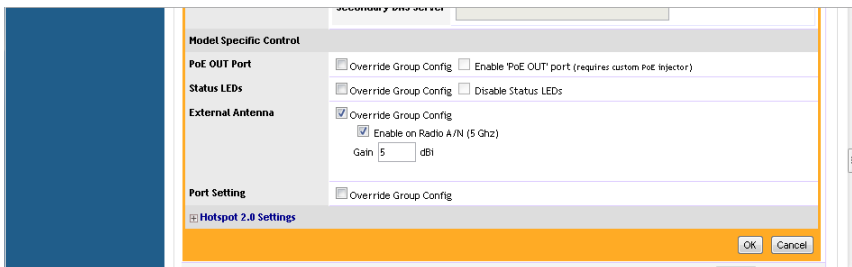 Secondary DNS Server
Model Specific Control
PoE OUT Port
Override Group Config Enable 'PoE OUT' port (requires custom PoE injector)
Status LEDs
Override Group Config Disable Status LEDs
External Antenna
Override Group Config
Enable on Radio A/N (5 Ghz)
Gain 5 dBi
Port Setting
Override Group Config
Hotspot 2.0 Settings
OK Cancel